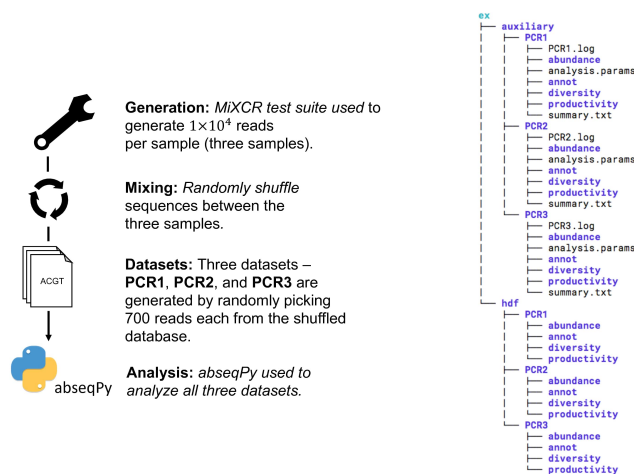 Generation: MiXCR test suite used to
generate 1×10⁴ reads
per sample (three samples).
Mixing: Randomly shuffle
sequences between the
three samples.
ACGT
Datasets: Three datasets –
PCR1, PCR2, and PCR3 are
generated by randomly picking
700 reads each from the shuffled
database.
abseqPy
Analysis: abseqPy used to
analyze all three datasets.
ex
├── auxiliary
│   ├── PCR1
│   │   ├── PCR1.log
│   │   ├── abundance
│   │   ├── analysis.params
│   │   ├── annot
│   │   ├── diversity
│   │   ├── productivity
│   │   └── summary.txt
│   ├── PCR2
│   │   ├── PCR2.log
│   │   ├── abundance
│   │   ├── analysis.params
│   │   ├── annot
│   │   ├── diversity
│   │   ├── productivity
│   │   └── summary.txt
│   └── PCR3
│       ├── PCR3.log
│       ├── abundance
│       ├── analysis.params
│       ├── annot
│       ├── diversity
│       ├── productivity
│       └── summary.txt
└── hdf
    ├── PCR1
    │   ├── abundance
    │   ├── annot
    │   ├── diversity
    │   └── productivity
    ├── PCR2
    │   ├── abundance
    │   ├── annot
    │   ├── diversity
    │   └── productivity
    └── PCR3
        ├── abundance
        ├── annot
        ├── diversity
        └── productivity